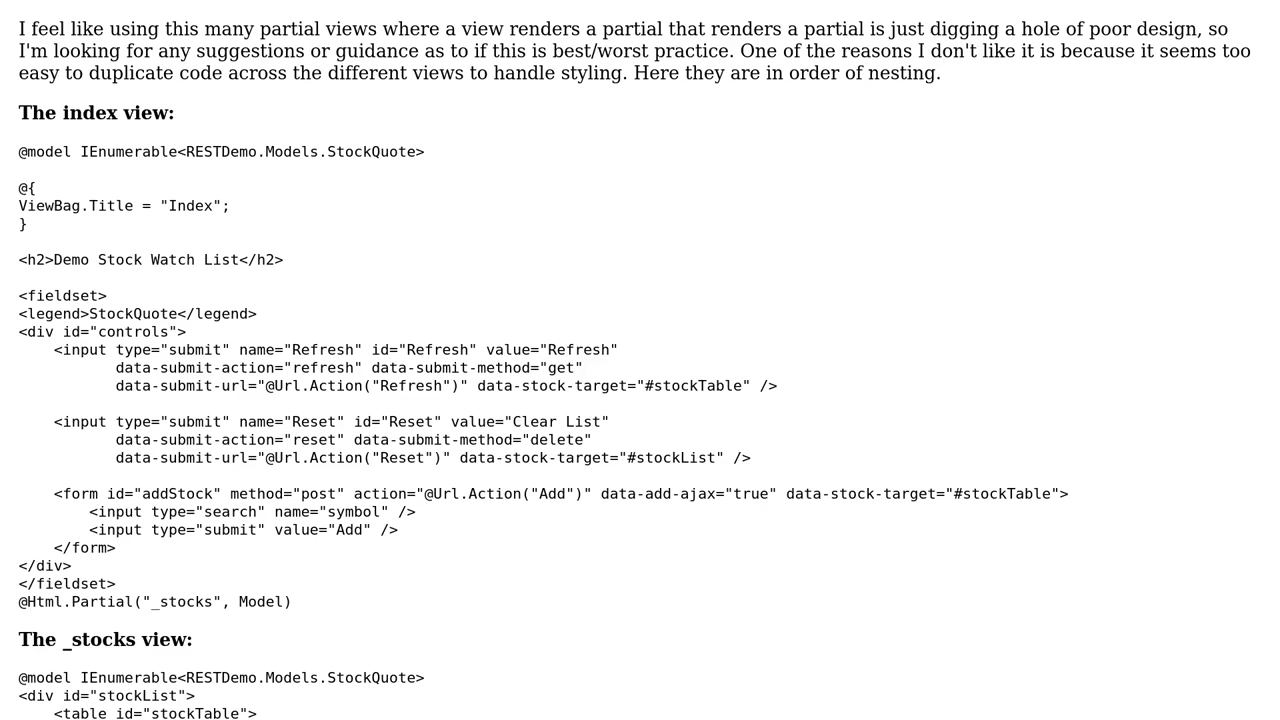 I feel like using this many partial views where a view renders a partial that renders a partial is just digging a hole of poor design, so
I'm looking for any suggestions or guidance as to if this is best/worst practice. One of the reasons I don't like it is because it seems too
easy to duplicate code across the different views to handle styling. Here they are in order of nesting.
The index view:
@model IEnumerable<RESTDemo.Models.StockQuote>
@{
ViewBag.Title = "Index";
}
<h2>Demo Stock Watch List</h2>
<fieldset>
<legend>StockQuote</legend>
<div id="controls">
    <input type="submit" name="Refresh" id="Refresh" value="Refresh"
           data-submit-action="refresh" data-submit-method="get"
           data-submit-url="@Url.Action("Refresh")" data-stock-target="#stockTable" />
    <input type="submit" name="Reset" id="Reset" value="Clear List"
           data-submit-action="reset" data-submit-method="delete"
           data-submit-url="@Url.Action("Reset")" data-stock-target="#stockList" />
    <form id="addStock" method="post" action="@Url.Action("Add")" data-add-ajax="true" data-stock-target="#stockTable">
        <input type="search" name="symbol" />
        <input type="submit" value="Add" />
    </form>
</div>
</fieldset>
@Html.Partial("_stocks", Model)
The _stocks view:
@model IEnumerable<RESTDemo.Models.StockQuote>
<div id="stockList">
    <table id="stockTable">